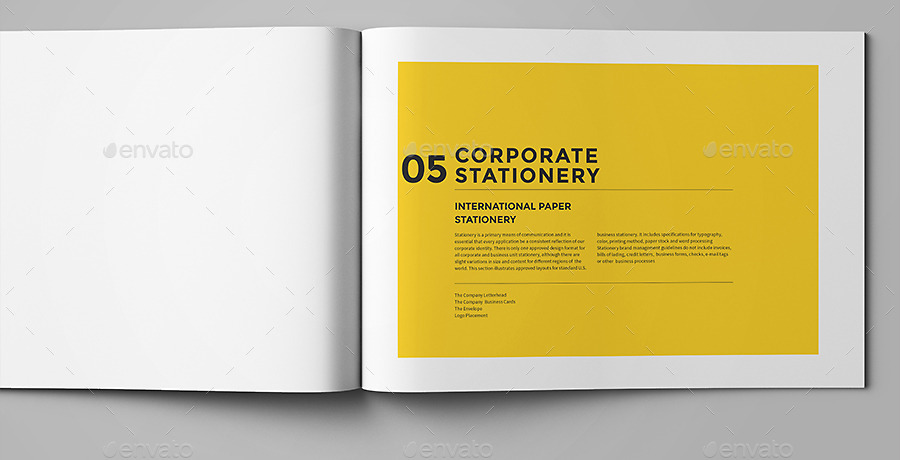 05 CORPORATE
STATIONERY
INTERNATIONAL PAPER
STATIONERY
Stationery is a primary means of communication and it is
essential that every application be a consistent reflection of our
corporate identity. There is only one approved design format for
all corporate and business unit stationery, although there are
slight variations in size and content for different regions of the
world. This section illustrates approved layouts for standard U.S.
business stationery. It includes specifications for typography,
color, printing method, paper stock and word processing
Stationery brand management guidelines do not include invoices,
bills of lading, credit letters, business forms, checks, e-mail tags
or other business processes
The Company Letterhead
The Company Business Cards
The Envelope
Logo Placement
envato
envato
envato
envato
envato
envato